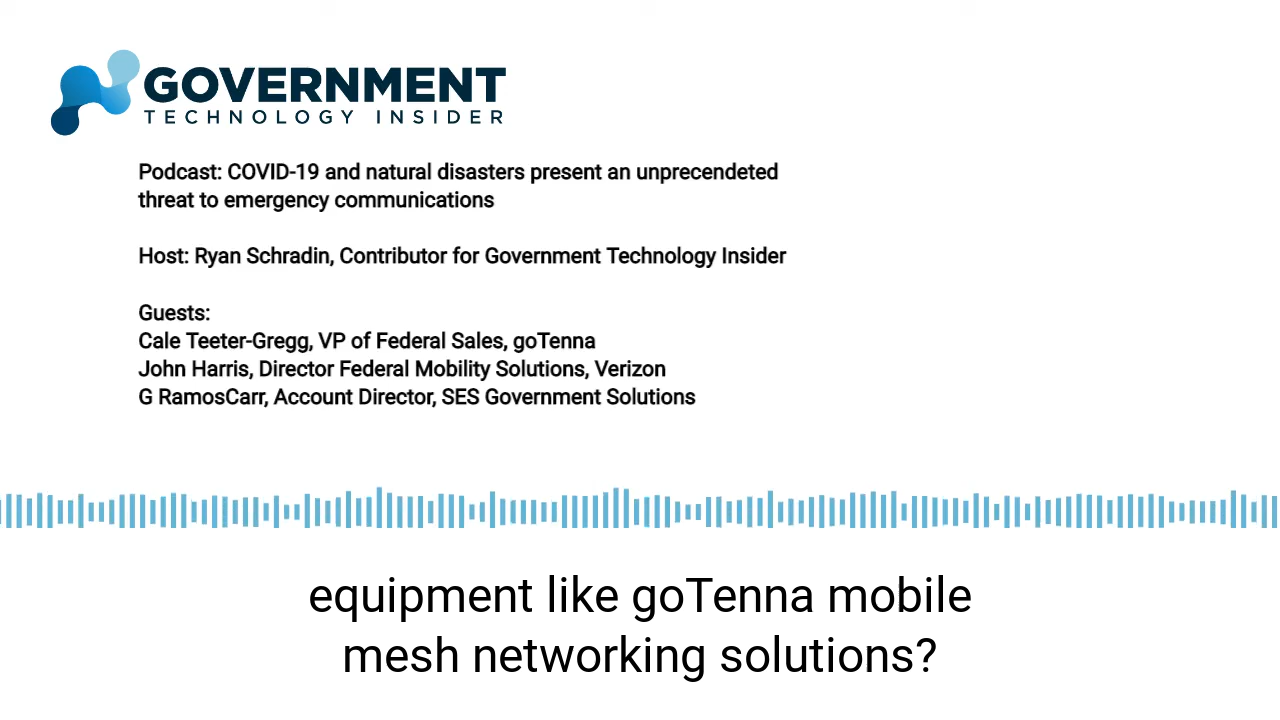 GOVERNMENT
TECHNOLOGY INSIDER
Podcast: COVID-19 and natural disasters present an unprecendeted
threat to emergency communications
Host: Ryan Schradin, Contributor for Government Technology Insider
Guests:
Cale Teeter-Gregg, VP of Federal Sales, goTenna
John Harris, Director Federal Mobility Solutions, Verizon
G RamosCarr, Account Director, SES Government Solutions
equipment like goTenna mobile
mesh networking solutions?